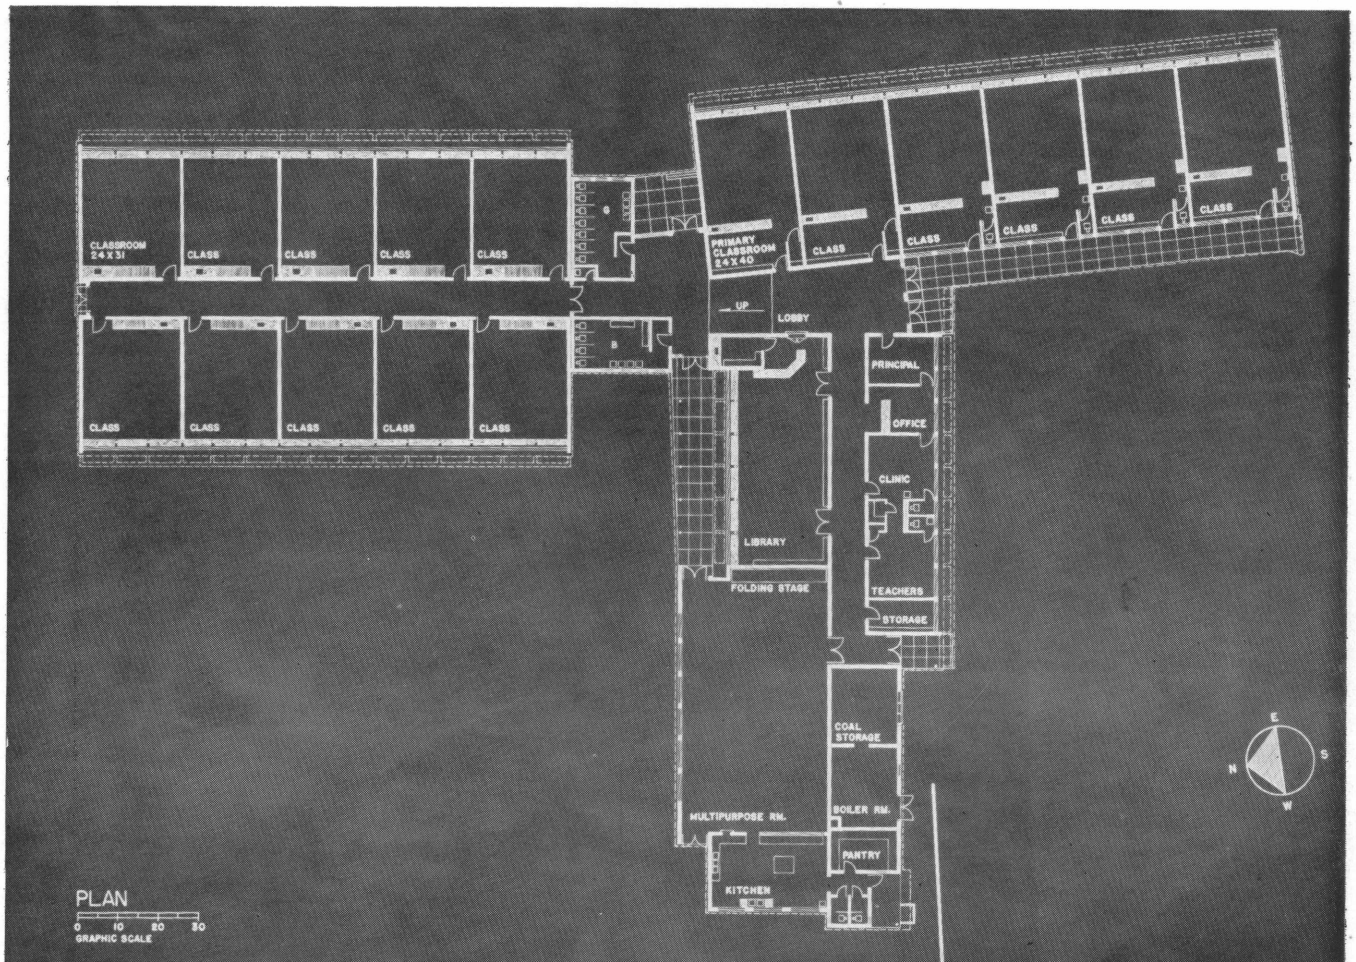 CLASSROOM
24 X 31
CLASS
CLASS
CLASS
CLASS
CLASS
CLASS
CLASS
CLASS
CLASS
G
B
PRIMARY
CLASSROOM
24 X 40
CLASS
CLASS
CLASS
CLASS
CLASS
UP
LOBBY
PRINCIPAL
OFFICE
CLINIC
LIBRARY
FOLDING STAGE
TEACHERS
STORAGE
COAL
STORAGE
MULTIPURPOSE RM.
BOILER RM.
PANTRY
KITCHEN
E
N
S
W
PLAN
0 10 20 30
GRAPHIC SCALE